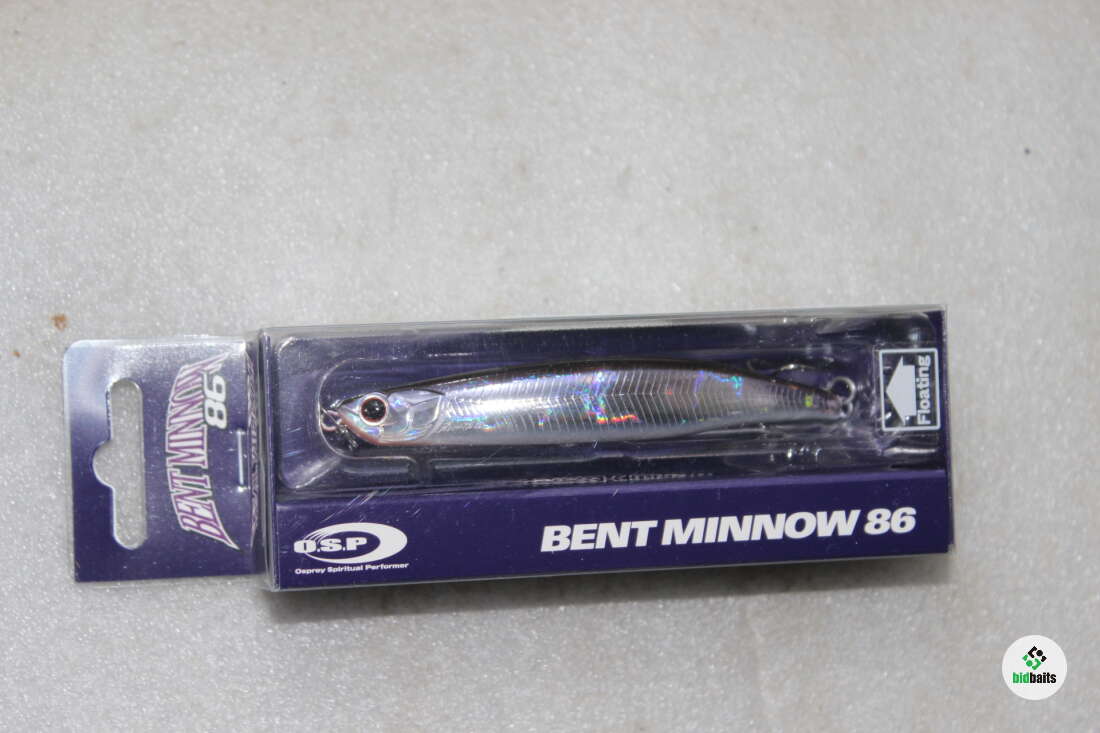 BENT MINNOW
86
Floating
O.S.P
Osprey Spiritual Performer
BENT MINNOW 86
bidbaits